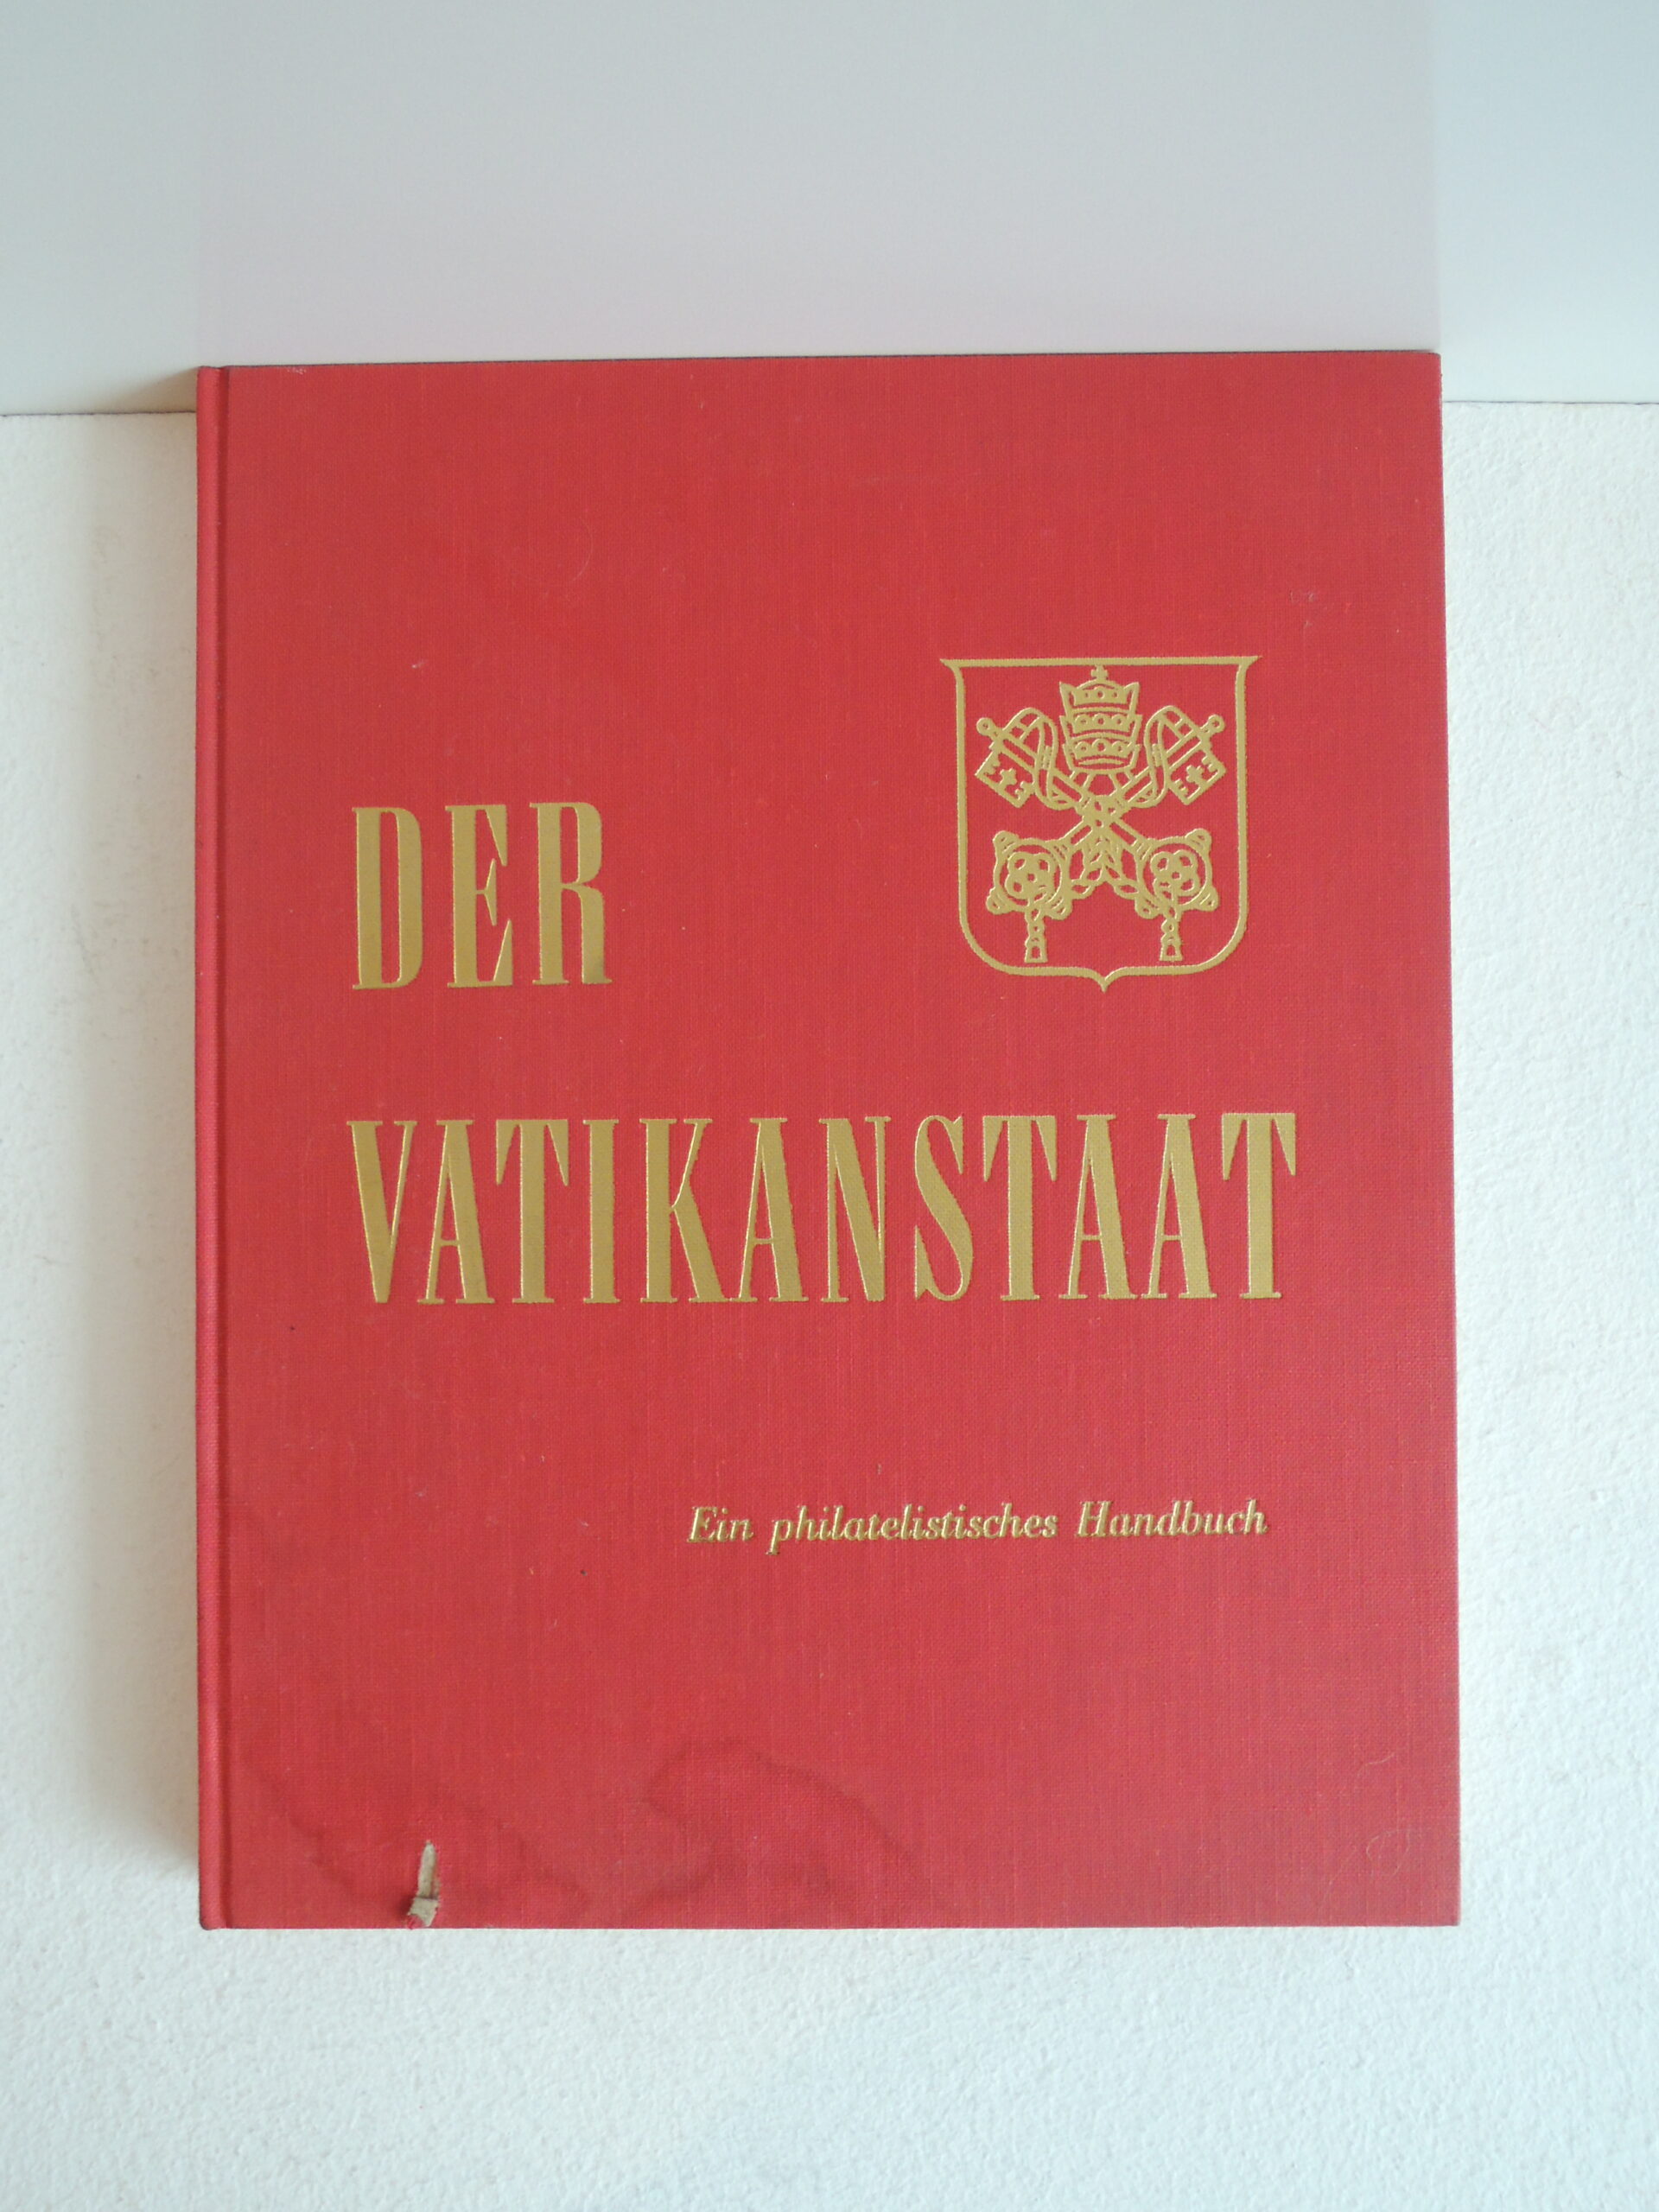 DER
VATIKANSTAAT
Ein philatelistisches Handbuch